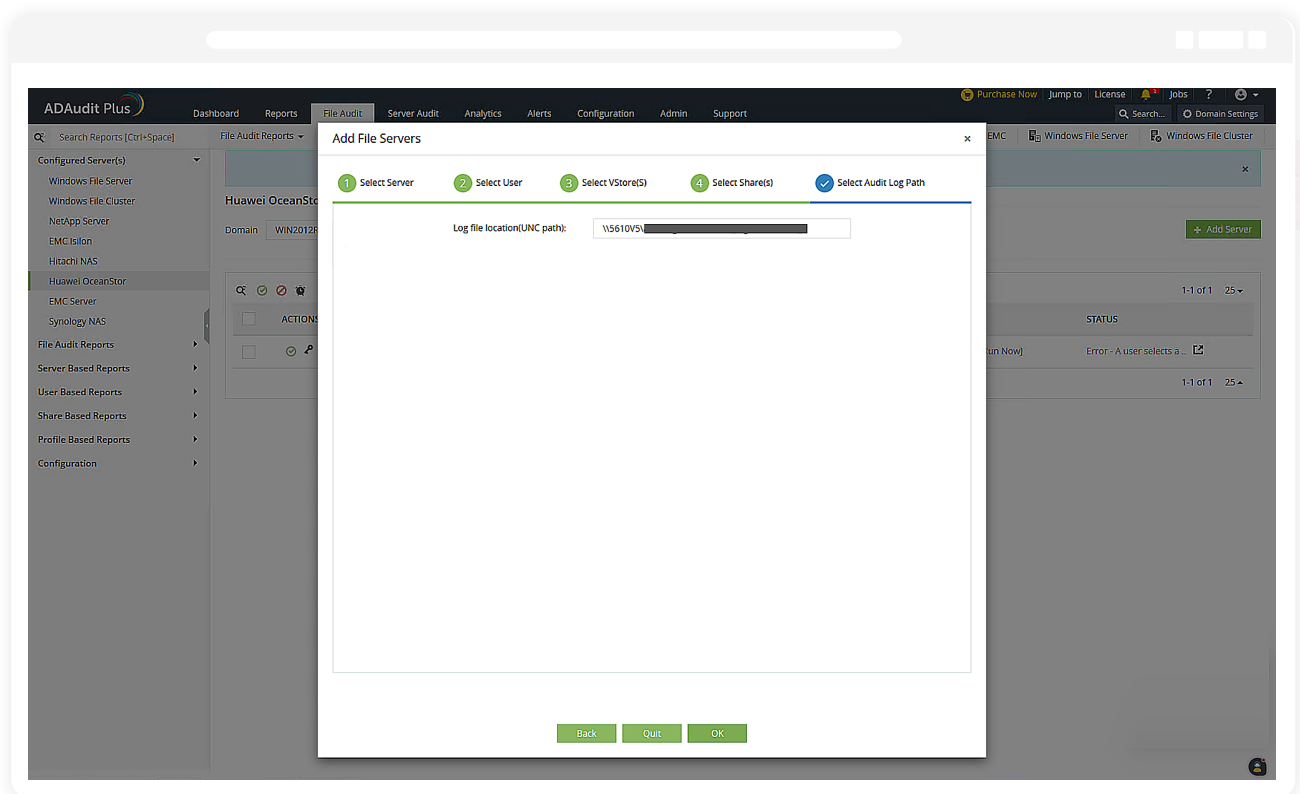 ADAudit Plus
Dashboard Reports File Audit Server Audit Analytics Alerts Configuration Admin Support
Purchase Now Jump to License Jobs ?
Search... Domain Settings
Search Reports [Ctrl+Space]
File Audit Reports
EMC Windows File Server Windows File Cluster
Configured Server(s)
Windows File Server
Windows File Cluster
NetApp Server
EMC Isilon
Hitachi NAS
Huawei OceanStor
EMC Server
Synology NAS
File Audit Reports
Server Based Reports
User Based Reports
Share Based Reports
Profile Based Reports
Configuration
Huawei OceanSto
Domain WIN2012R
+ Add Server
1-1 of 1 25
ACTIONS
STATUS
un Now]
Error - A user selects a ..
1-1 of 1 25
Add File Servers
×
1 Select Server
2 Select User
3 Select VStore(S)
4 Select Share(s)
Select Audit Log Path
Log file location(UNC path): \\5610V5\
Back Quit OK